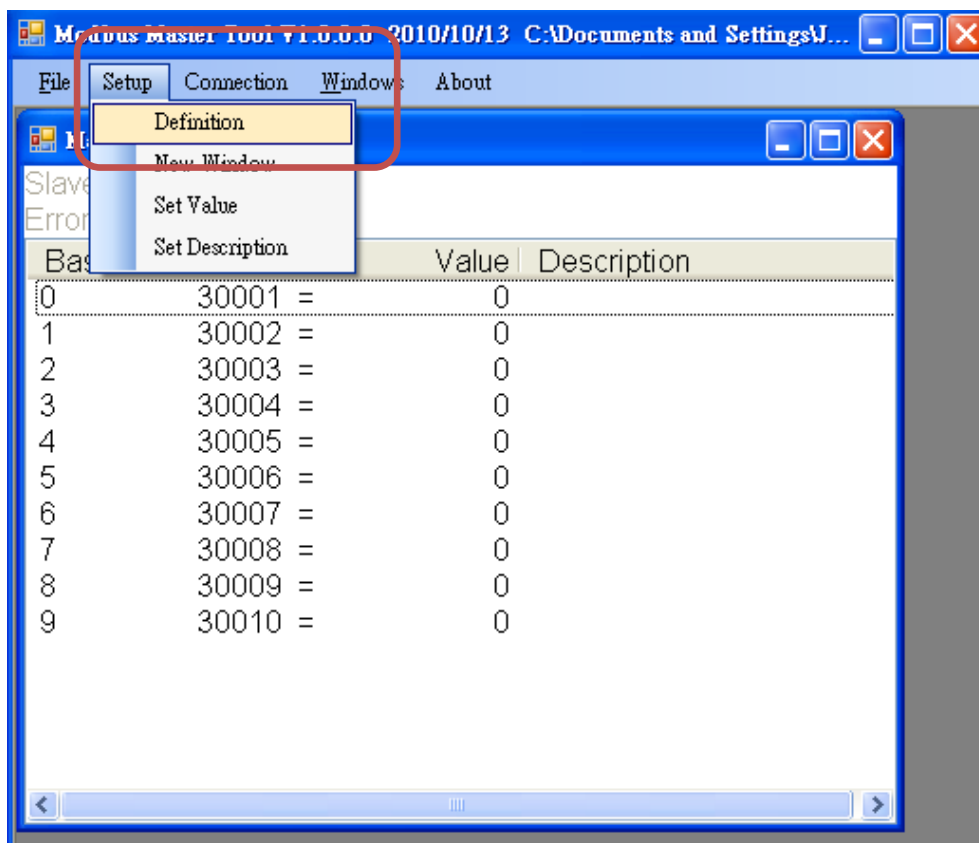 Modbus Master Tool V1.0.0.0 2010/10/13 C:\Documents and Settings\J...
File Setup Connection Windows About
Definition
New Window
Slave
Set Value
Error
Set Description
Value Description
0 30001 = 0
1 30002 = 0
2 30003 = 0
3 30004 = 0
4 30005 = 0
5 30006 = 0
6 30007 = 0
7 30008 = 0
8 30009 = 0
9 30010 = 0